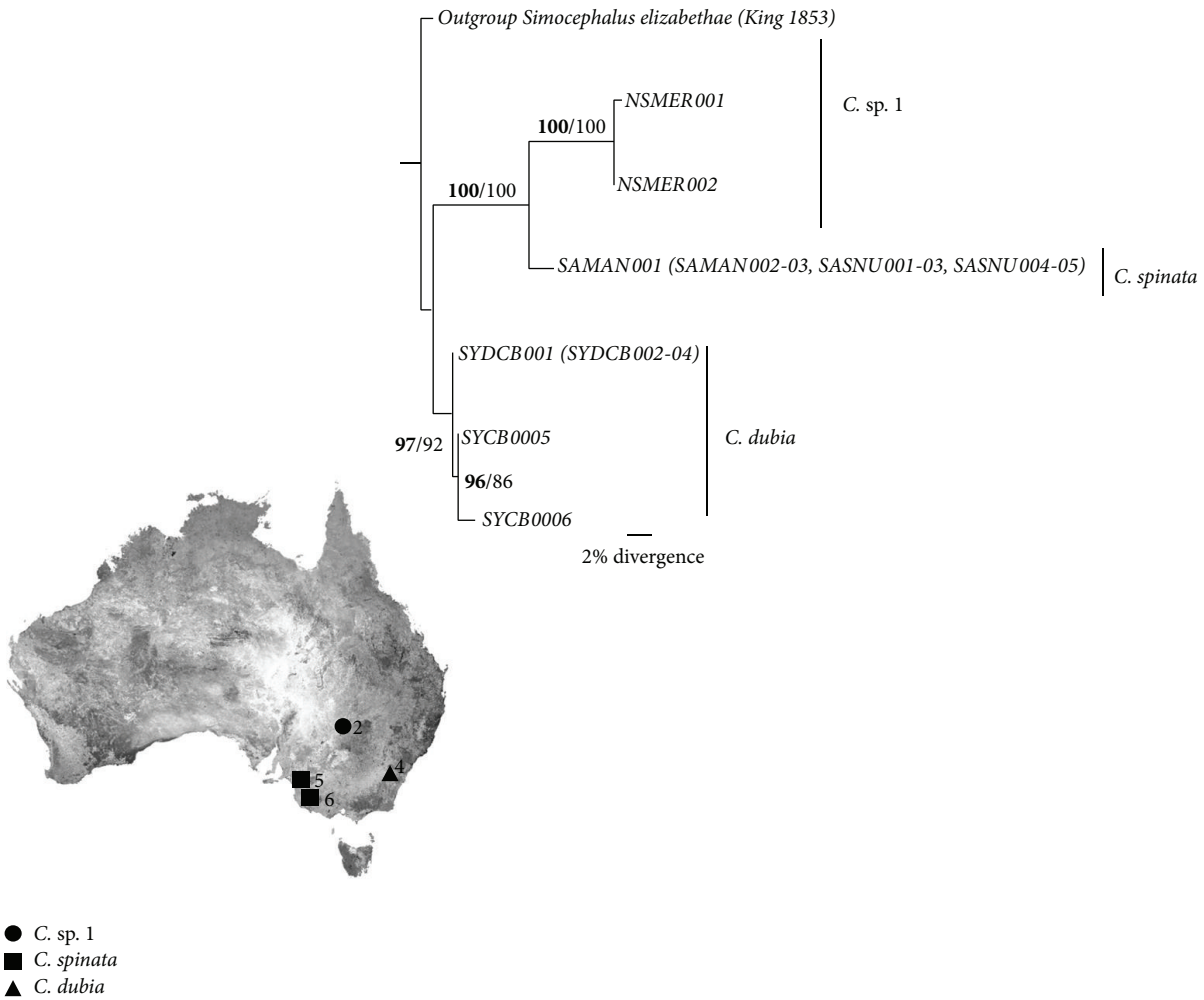 Outgroup Simocephalus elizabethae (King 1853)
NSMER001
C. sp. 1
100/100
NSMER002
100/100
SAMAN001 (SAMAN002-03, SASNU001-03, SASNU004-05)
C. spinata
SYDCB001 (SYDCB002-04)
SYCB0005
C. dubia
97/92
96/86
SYCB0006
2% divergence
2
4
5
6
C. sp. 1
C. spinata
C. dubia